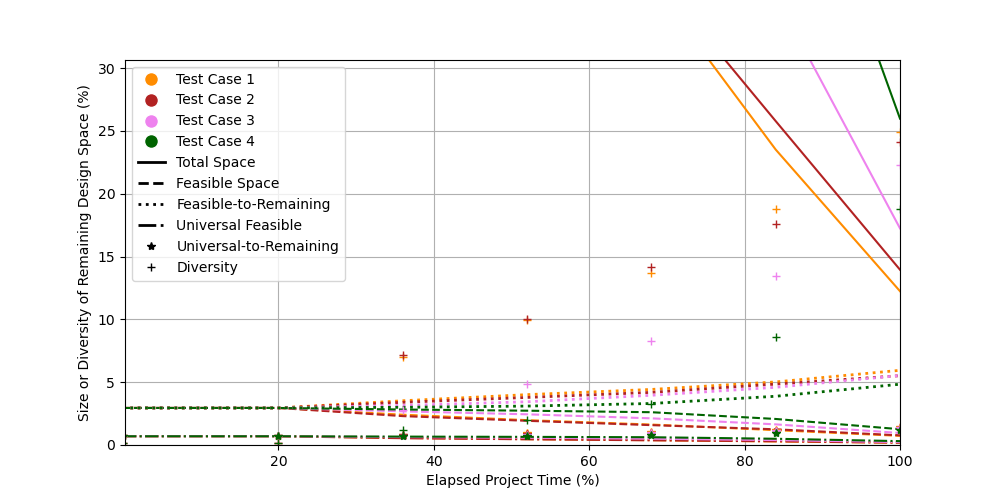 Size or Diversity of Remaining Design Space (%)
30
25
20
15
10
5
0
Test Case 1
Test Case 2
Test Case 3
Test Case 4
Total Space
Feasible Space
Feasible-to-Remaining
Universal Feasible
Universal-to-Remaining
Diversity
20 40 60 80 100
Elapsed Project Time (%)